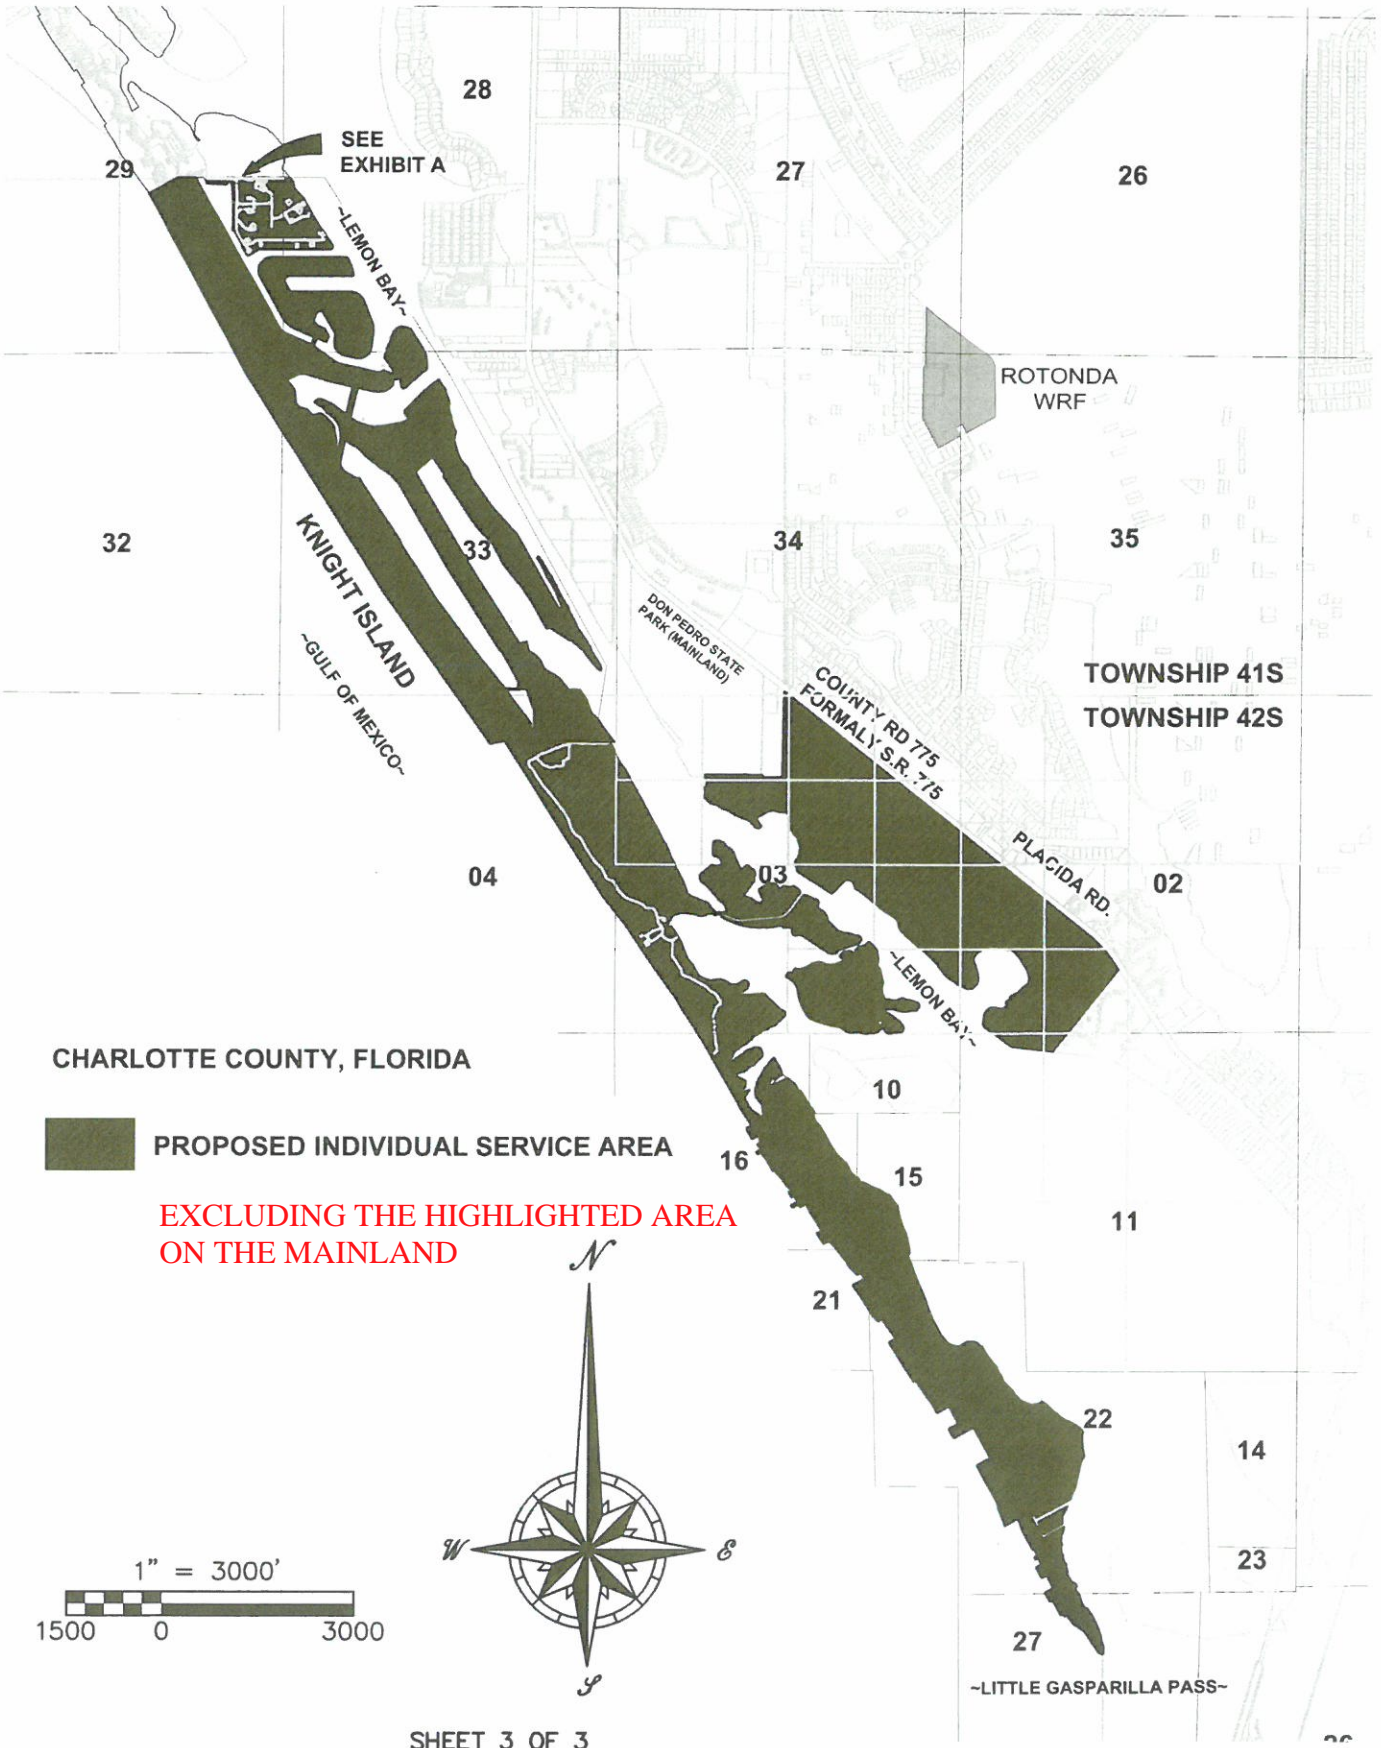 28
SEE
EXHIBIT A
29
27
26
~LEMON BAY~
ROTONDA
WRF
32
KNIGHT ISLAND
33
34
35
~GULF OF MEXICO~
DON PEDRO STATE
PARK (MAINLAND)
TOWNSHIP 41S
TOWNSHIP 42S
COUNTY RD 775
FORMALY S.R. 775
PLACIDA RD.
04
03
02
~LEMON BAY~
CHARLOTTE COUNTY, FLORIDA
10
PROPOSED INDIVIDUAL SERVICE AREA
16
15
EXCLUDING THE HIGHLIGHTED AREA
ON THE MAINLAND
11
N
21
22
14
W
E
23
1" = 3000'
1500 0 3000
27
S
~LITTLE GASPARILLA PASS~
SHEET 3 OF 3